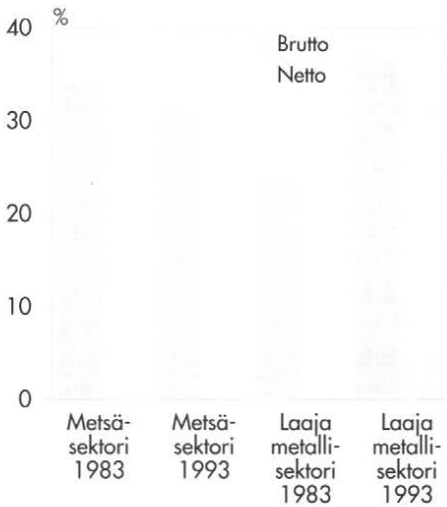 %
40
30
20
10
0
Brutto
Netto
Metsä-
sektori
1983
Metsä-
sektori
1993
Laaja
metalli-
sektori
1983
Laaja
metalli-
sektori
1993